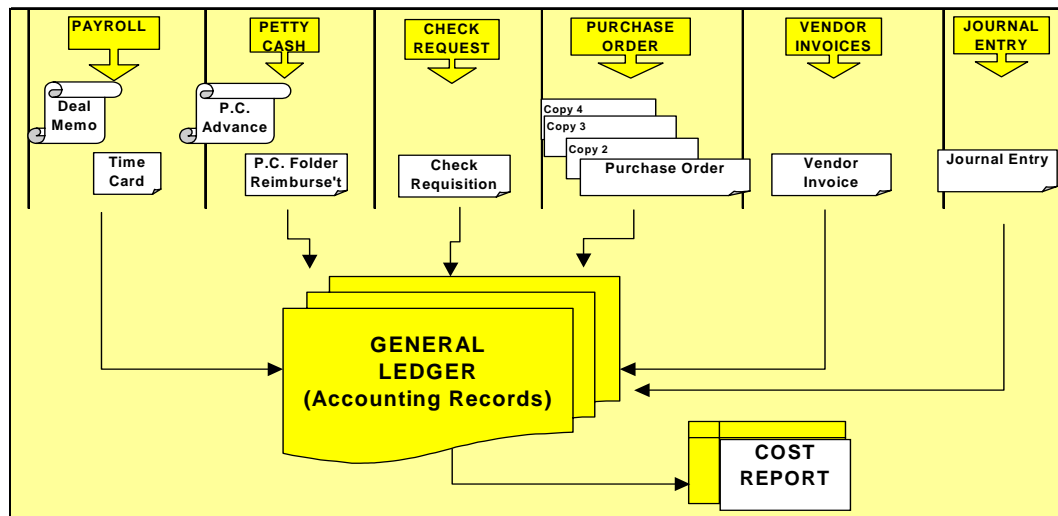 PAYROLL
PETTY
CASH
CHECK
REQUEST
PURCHASE
ORDER
VENDOR
INVOICES
JOURNAL
ENTRY
Deal
Memo
P.C.
Advance
Copy 4
Copy 3
Copy 2
Time
Card
P.C. Folder
Reimburse't
Check
Requisition
Purchase Order
Vendor
Invoice
Journal Entry
GENERAL
LEDGER
(Accounting Records)
COST
REPORT